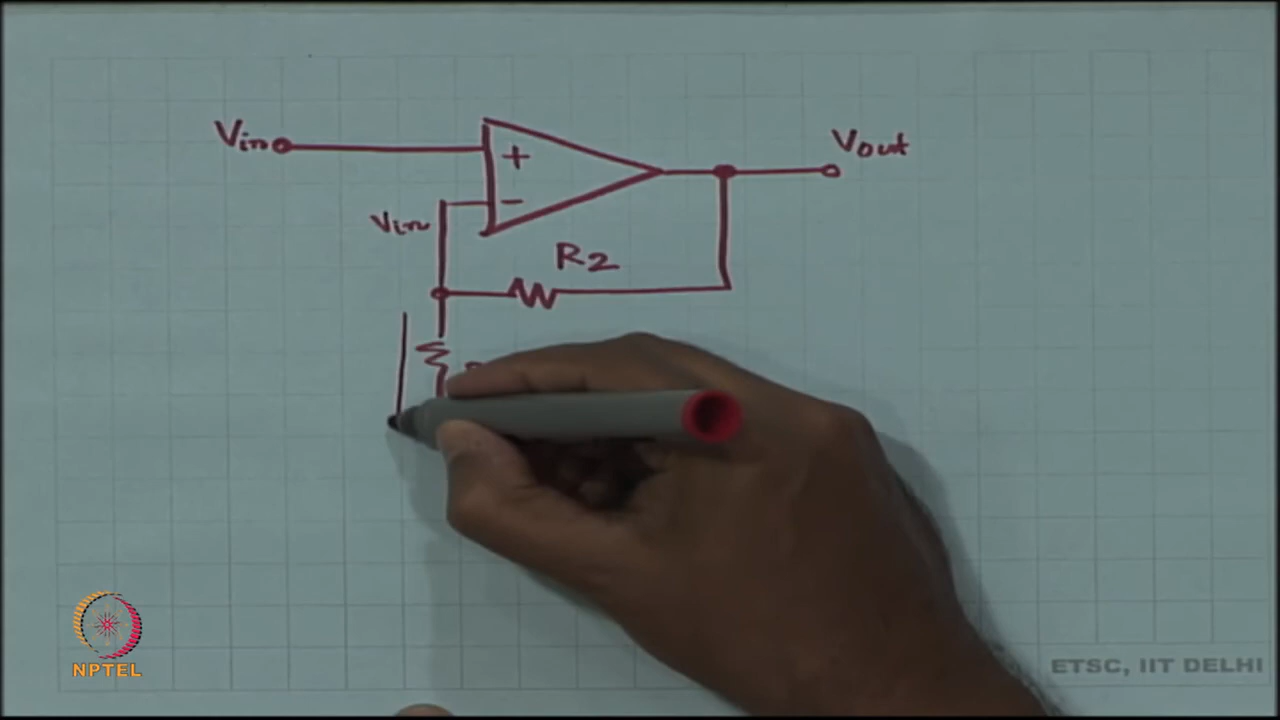 Vin
+
Vout
Vin
-
R2
NPTEL
ETSC, IIT DELHI